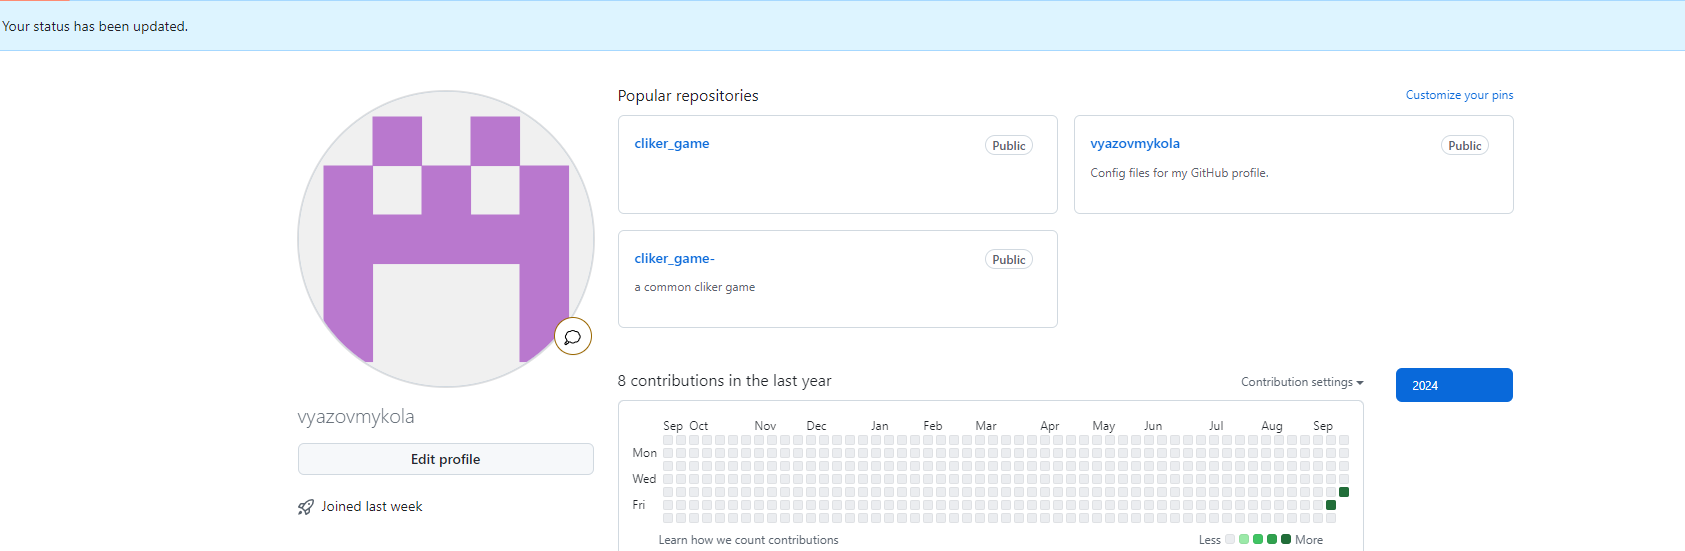 Your status has been updated.
vyazovmykola
Edit profile
Joined last week
Popular repositories
Customize your pins
cliker_game
Public
vyazovmykola
Public
Config files for my GitHub profile.
cliker_game-
Public
a common cliker game
8 contributions in the last year
Contribution settings
2024
Sep Oct Nov Dec Jan Feb Mar Apr May Jun Jul Aug Sep
Mon
Wed
Fri
Learn how we count contributions
Less More